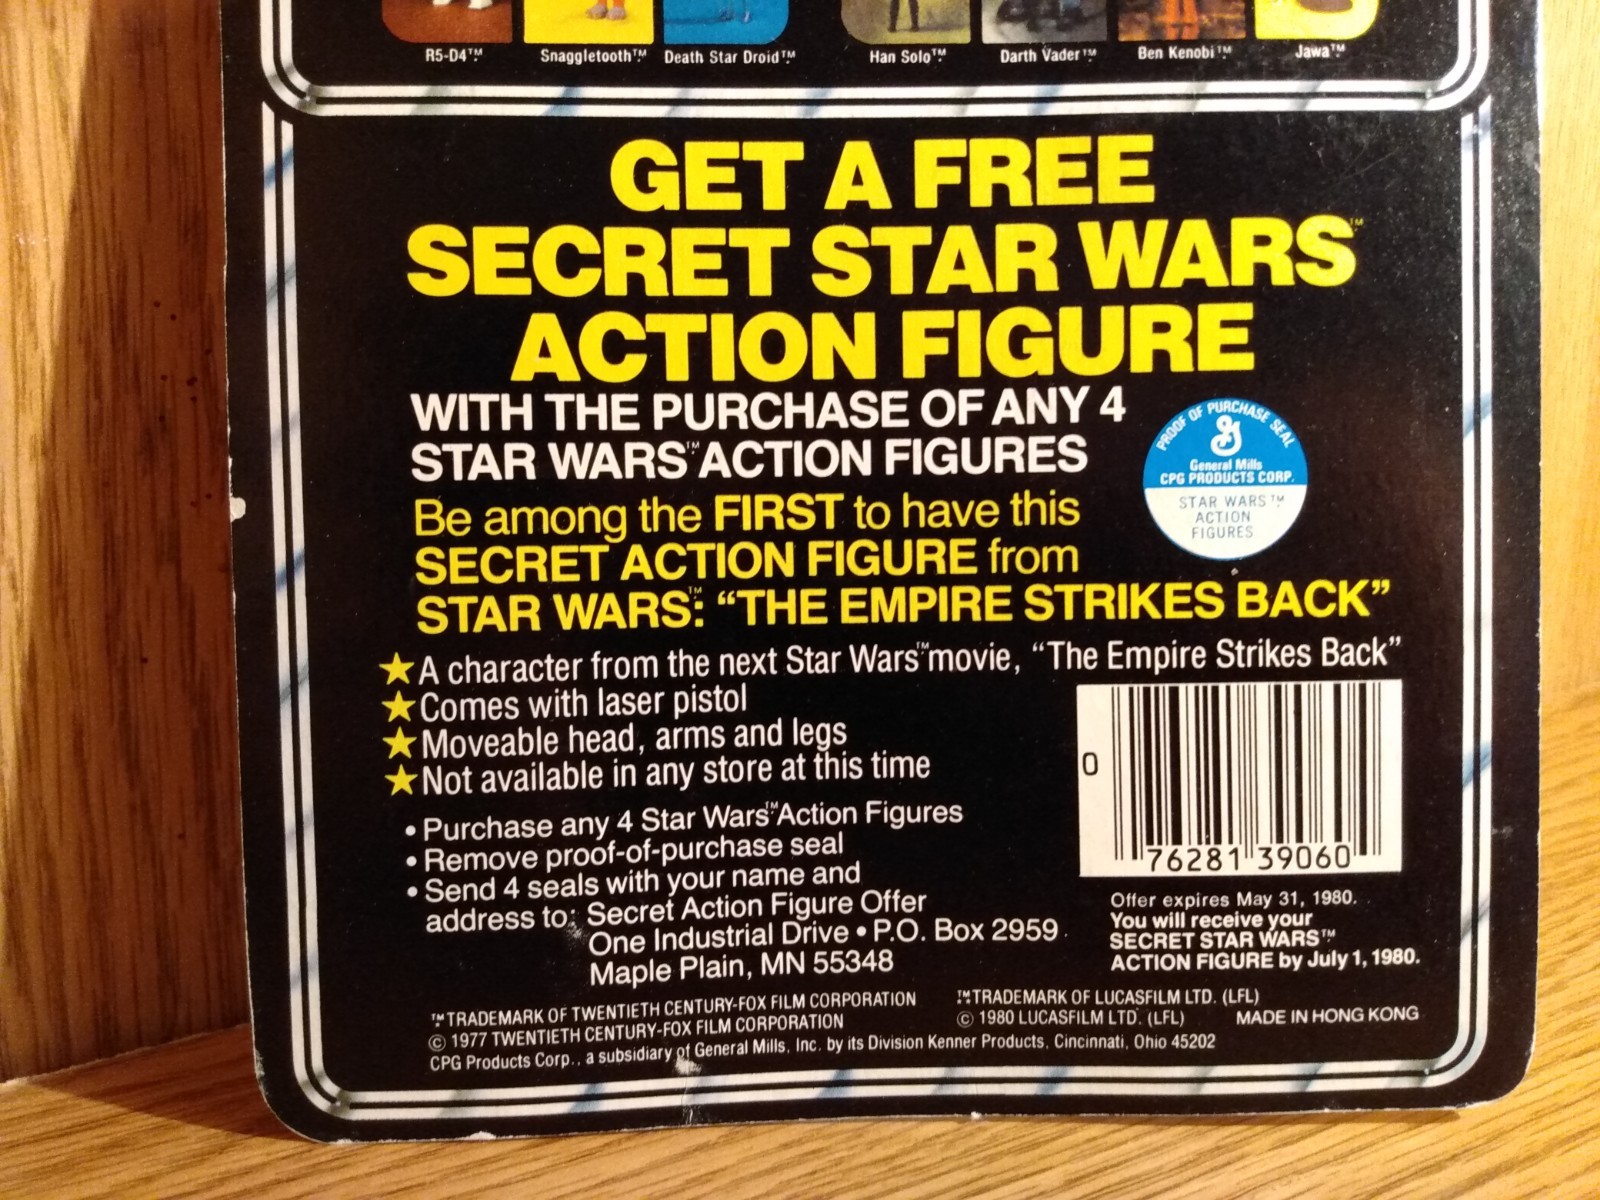 R5-D4™
Snaggletooth™
Death Star Droid™
Han Solo™
Darth Vader™
Ben Kenobi™
Jawa™
GET A FREE
SECRET STAR WARS™
ACTION FIGURE
WITH THE PURCHASE OF ANY 4
STAR WARS™ ACTION FIGURES
PROOF OF PURCHASE SEAL
General Mills
CPG PRODUCTS CORP.
STAR WARS™
ACTION
FIGURES
Be among the FIRST to have this
SECRET ACTION FIGURE from
STAR WARS™: “THE EMPIRE STRIKES BACK”
★ A character from the next Star Wars™ movie, “The Empire Strikes Back”
★ Comes with laser pistol
★ Moveable head, arms and legs
★ Not available in any store at this time
• Purchase any 4 Star Wars™ Action Figures
• Remove proof-of-purchase seal
• Send 4 seals with your name and
address to: Secret Action Figure Offer
One Industrial Drive • P.O. Box 2959
Maple Plain, MN 55348
0 76281 39060
Offer expires May 31, 1980.
You will receive your
SECRET STAR WARS™
ACTION FIGURE by July 1, 1980.
™ TRADEMARK OF TWENTIETH CENTURY-FOX FILM CORPORATION
© 1977 TWENTIETH CENTURY-FOX FILM CORPORATION
™ TRADEMARK OF LUCASFILM LTD. (LFL)
© 1980 LUCASFILM LTD. (LFL) MADE IN HONG KONG
CPG Products Corp., a subsidiary of General Mills, Inc. by its Division Kenner Products, Cincinnati, Ohio 45202